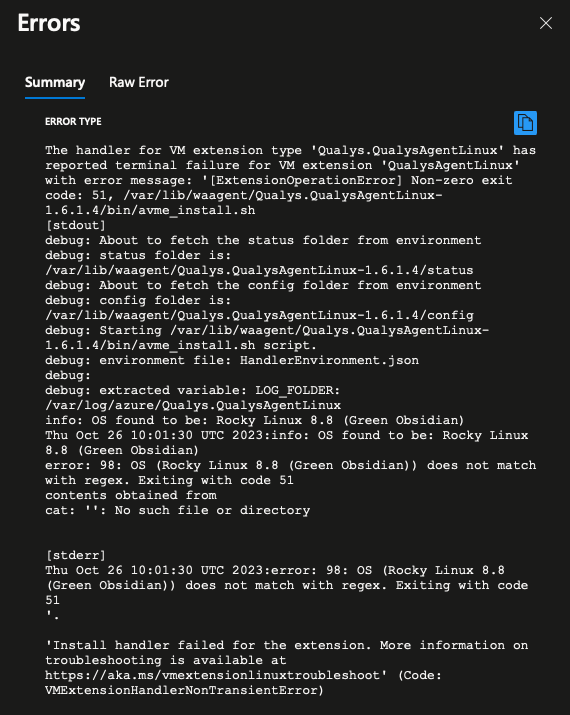 Errors
Summary Raw Error
ERROR TYPE
The handler for VM extension type 'Qualys.QualysAgentLinux' has
reported terminal failure for VM extension 'QualysAgentLinux'
with error message: '[ExtensionOperationError] Non-zero exit
code: 51, /var/lib/waagent/Qualys.QualysAgentLinux-
1.6.1.4/bin/avme_install.sh
[stdout]
debug: About to fetch the status folder from environment
debug: status folder is:
/var/lib/waagent/Qualys.QualysAgentLinux-1.6.1.4/status
debug: About to fetch the config folder from environment
debug: config folder is:
/var/lib/waagent/Qualys.QualysAgentLinux-1.6.1.4/config
debug: Starting /var/lib/waagent/Qualys.QualysAgentLinux-
1.6.1.4/bin/avme_install.sh script.
debug: environment file: HandlerEnvironment.json
debug:
debug: extracted variable: LOG_FOLDER:
/var/log/azure/Qualys.QualysAgentLinux
info: OS found to be: Rocky Linux 8.8 (Green Obsidian)
Thu Oct 26 10:01:30 UTC 2023:info: OS found to be: Rocky Linux
8.8 (Green Obsidian)
error: 98: OS (Rocky Linux 8.8 (Green Obsidian)) does not match
with regex. Exiting with code 51
contents obtained from
cat: '': No such file or directory
[stderr]
Thu Oct 26 10:01:30 UTC 2023:error: 98: OS (Rocky Linux 8.8
(Green Obsidian)) does not match with regex. Exiting with code
51
'.
'Install handler failed for the extension. More information on
troubleshooting is available at
https://aka.ms/vmextensionlinuxtroubleshoot' (Code:
VMExtensionHandlerNonTransientError)